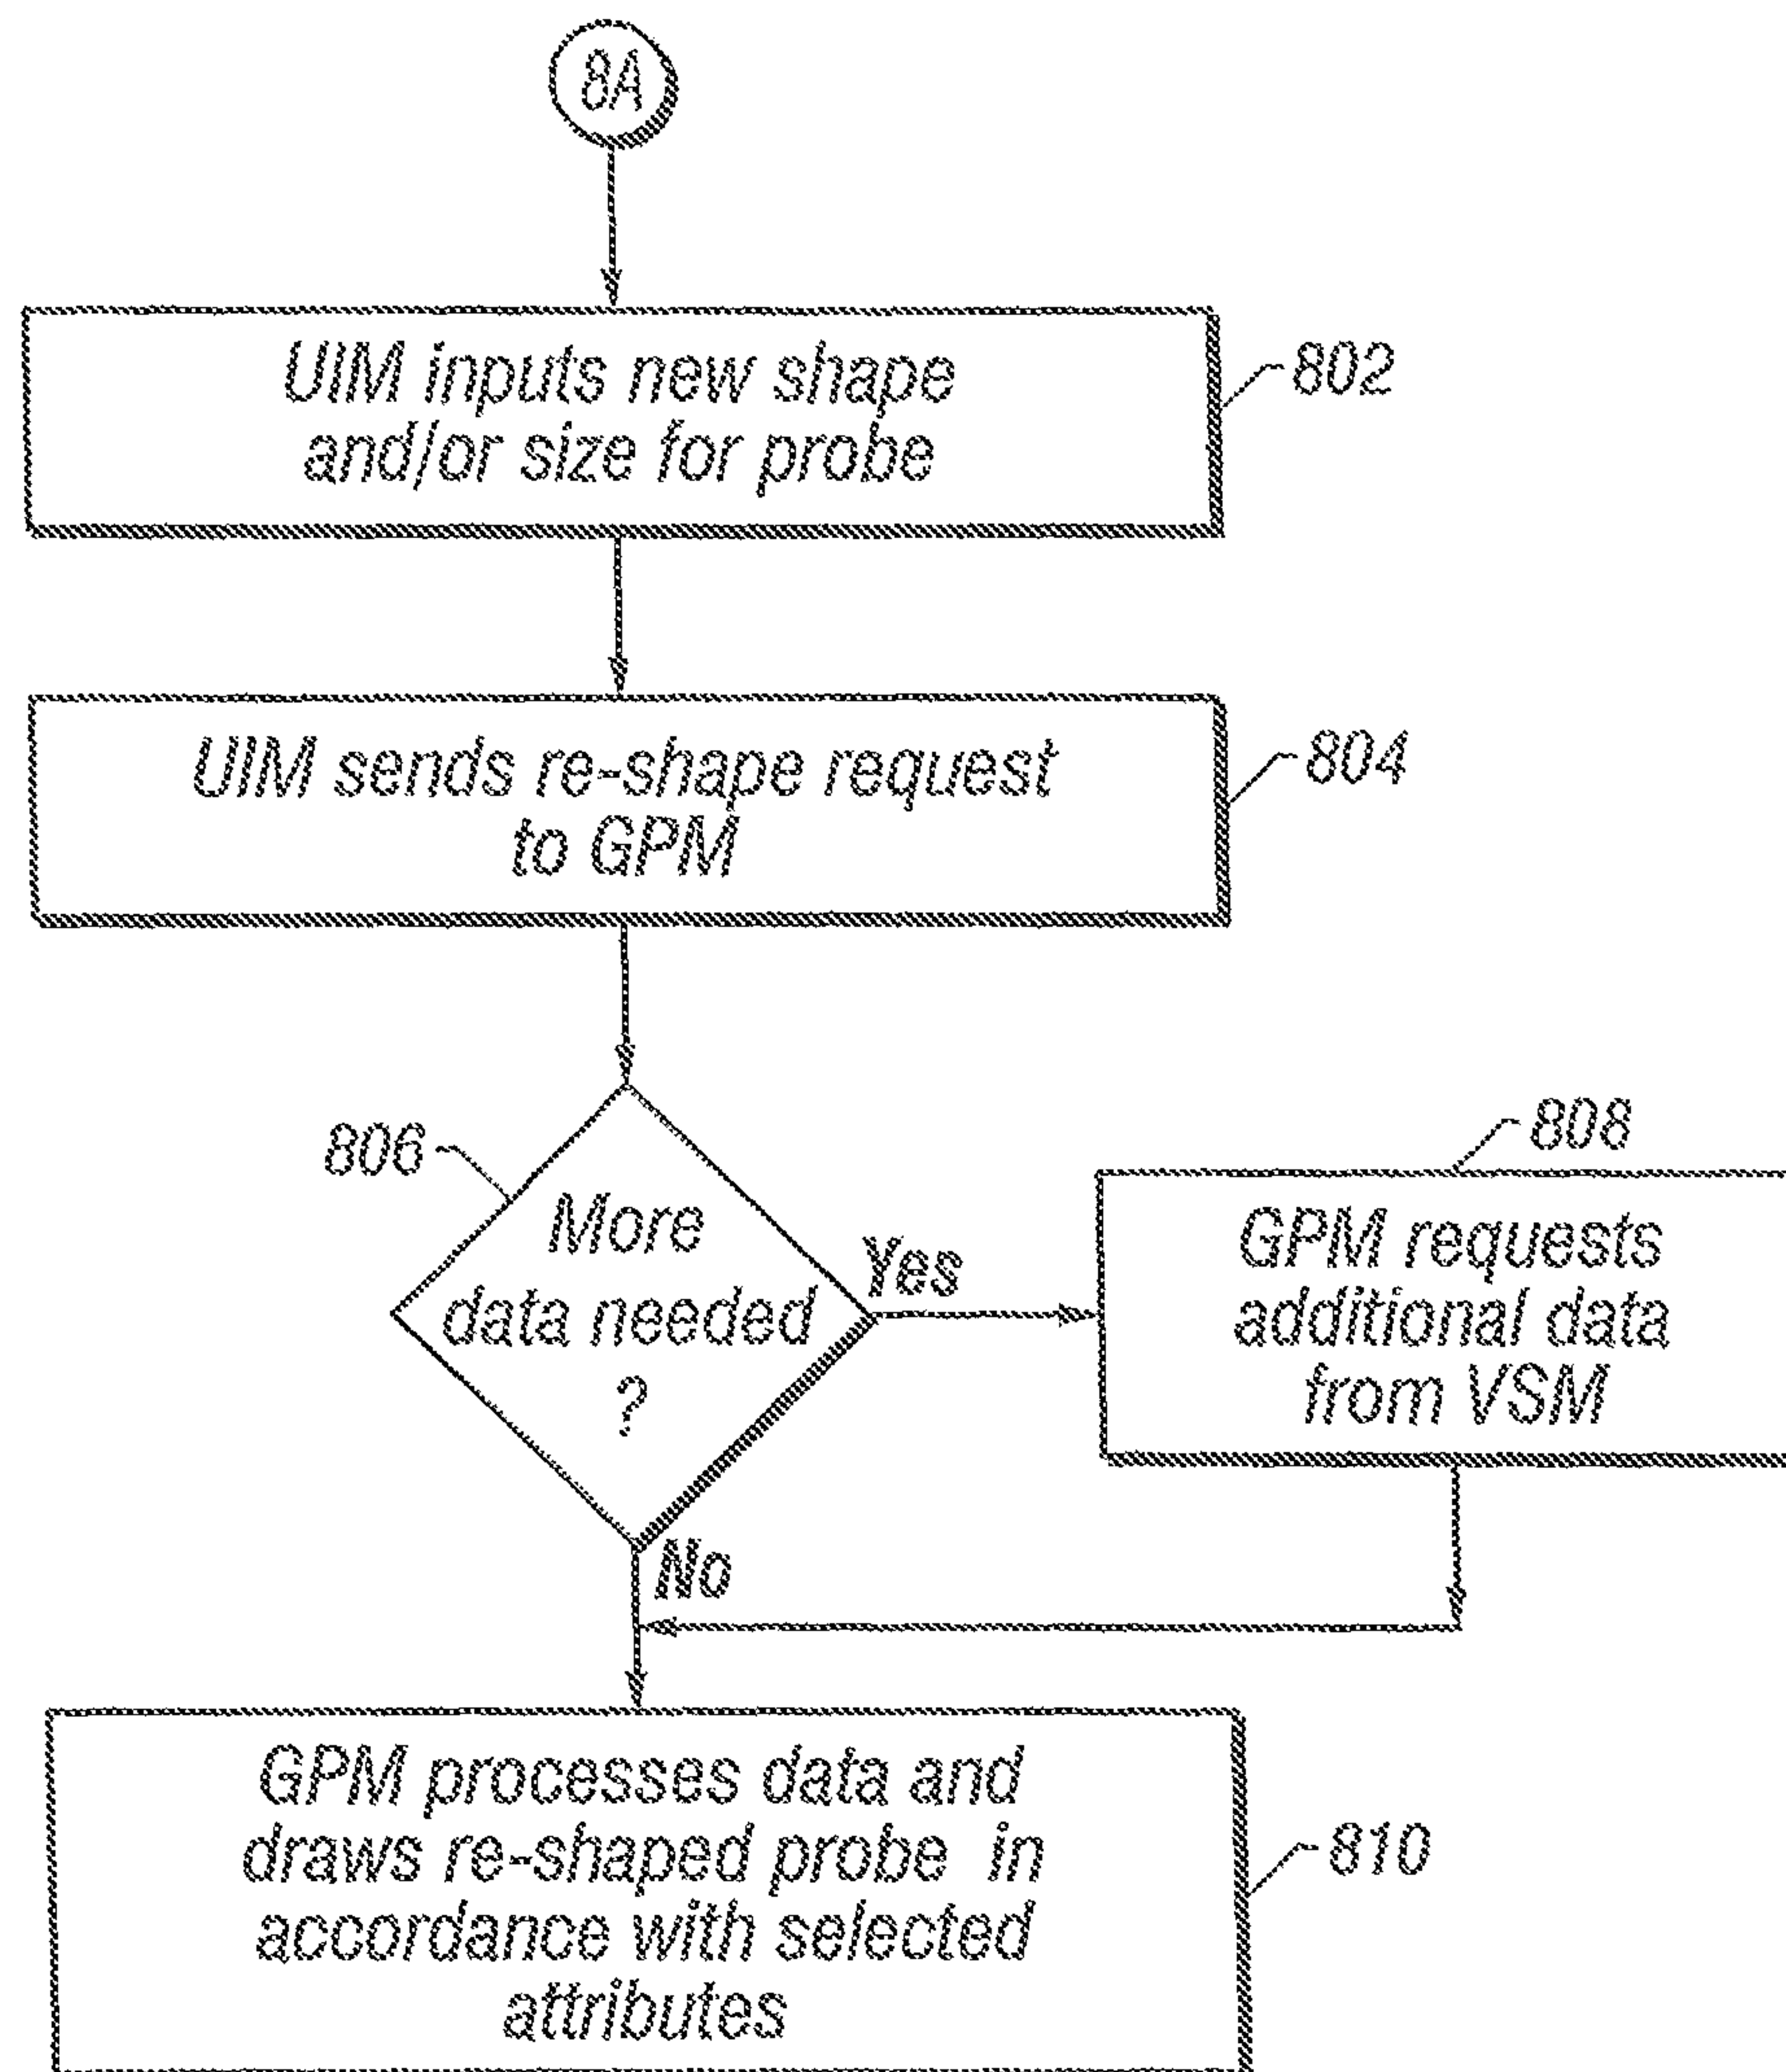 8A
UIM inputs new shape
and/or size for probe
802
UIM sends re-shape request
to GPM
804
806
More
data needed
?
Yes
No
808
GPM requests
additional data
from VSM
GPM processes data and
draws re-shaped probe in
accordance with selected
attributes
810